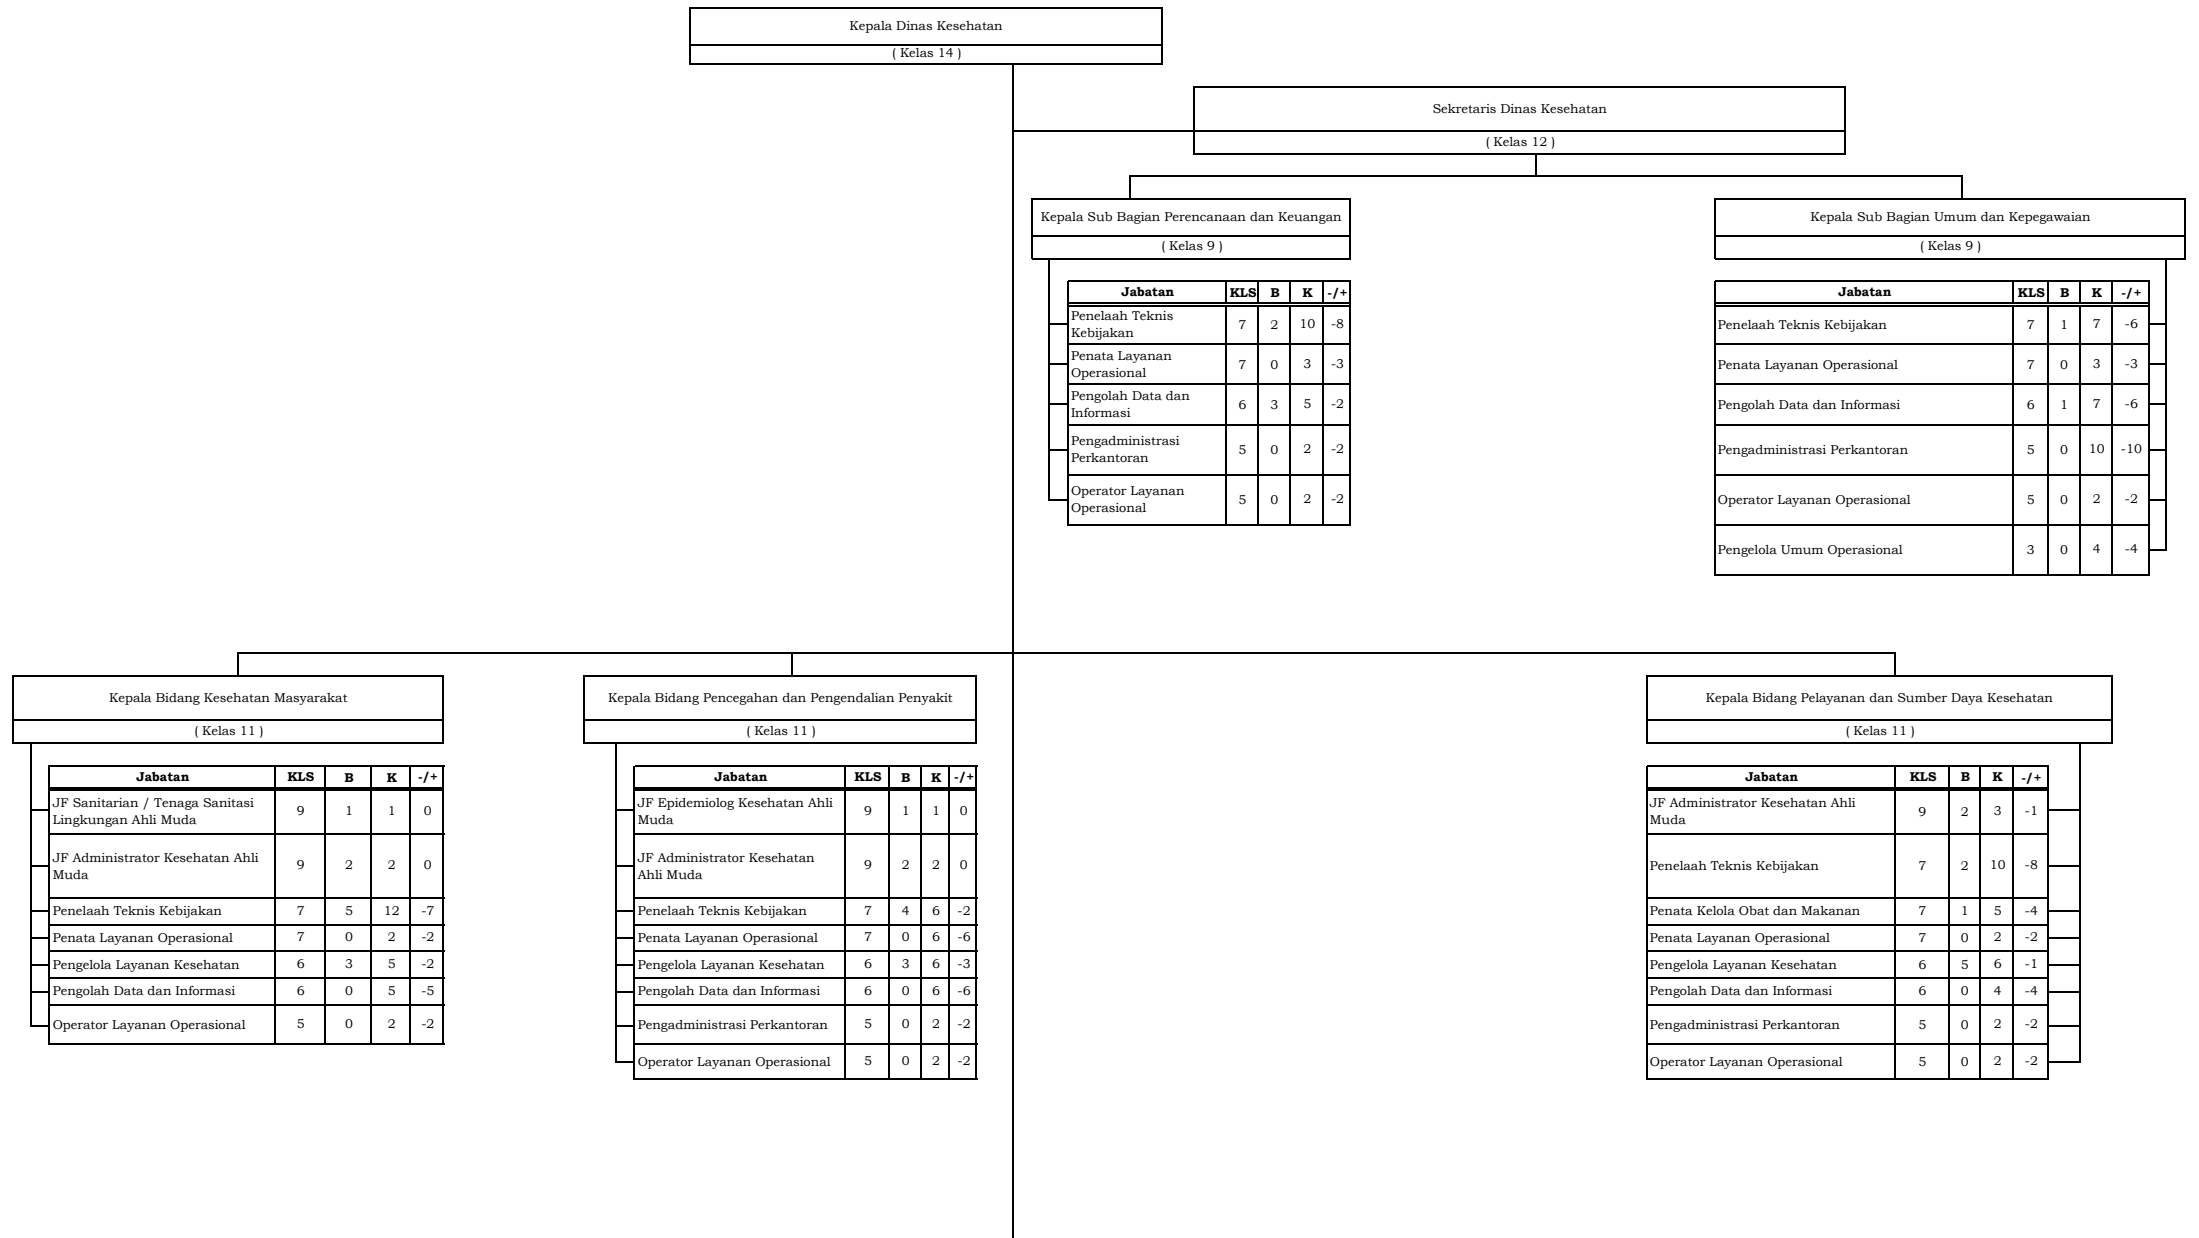 Kepala Dinas Kesehatan
( Kelas 14 )
Sekretaris Dinas Kesehatan
( Kelas 12 )
Kepala Sub Bagian Perencanaan dan Keuangan
( Kelas 9 )
Jabatan KLS B K -/+
Penelaah Teknis
Kebijakan 7 2 10 -8
Penata Layanan
Operasional 7 0 3 -3
Pengolah Data dan
Informasi 6 3 5 -2
Pengadministrasi
Perkantoran 5 0 2 -2
Operator Layanan
Operasional 5 0 2 -2
Kepala Sub Bagian Umum dan Kepegawaian
( Kelas 9 )
Jabatan KLS B K -/+
Penelaah Teknis Kebijakan 7 1 7 -6
Penata Layanan Operasional 7 0 3 -3
Pengolah Data dan Informasi 6 1 7 -6
Pengadministrasi Perkantoran 5 0 10 -10
Operator Layanan Operasional 5 0 2 -2
Pengelola Umum Operasional 3 0 4 -4
Kepala Bidang Kesehatan Masyarakat
( Kelas 11 )
Jabatan KLS B K -/+
JF Sanitarian / Tenaga Sanitasi
Lingkungan Ahli Muda 9 1 1 0
JF Administrator Kesehatan Ahli
Muda 9 2 2 0
Penelaah Teknis Kebijakan 7 5 12 -7
Penata Layanan Operasional 7 0 2 -2
Pengelola Layanan Kesehatan 6 3 5 -2
Pengolah Data dan Informasi 6 0 5 -5
Operator Layanan Operasional 5 0 2 -2
Kepala Bidang Pencegahan dan Pengendalian Penyakit
( Kelas 11 )
Jabatan KLS B K -/+
JF Epidemiolog Kesehatan Ahli
Muda 9 1 1 0
JF Administrator Kesehatan
Ahli Muda 9 2 2 0
Penelaah Teknis Kebijakan 7 4 6 -2
Penata Layanan Operasional 7 0 6 -6
Pengelola Layanan Kesehatan 6 3 6 -3
Pengolah Data dan Informasi 6 0 6 -6
Pengadministrasi Perkantoran 5 0 2 -2
Operator Layanan Operasional 5 0 2 -2
Kepala Bidang Pelayanan dan Sumber Daya Kesehatan
( Kelas 11 )
Jabatan KLS B K -/+
JF Administrator Kesehatan Ahli
Muda 9 2 3 -1
Penelaah Teknis Kebijakan 7 2 10 -8
Penata Kelola Obat dan Makanan 7 1 5 -4
Penata Layanan Operasional 7 0 2 -2
Pengelola Layanan Kesehatan 6 5 6 -1
Pengolah Data dan Informasi 6 0 4 -4
Pengadministrasi Perkantoran 5 0 2 -2
Operator Layanan Operasional 5 0 2 -2